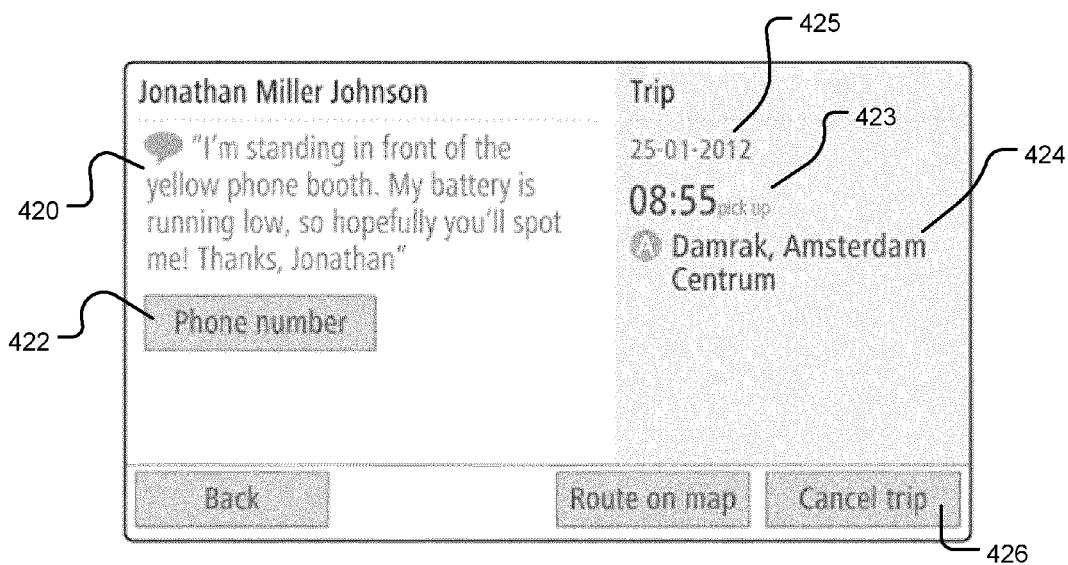 425
Jonathan Miller Johnson
Trip
423
"I'm standing in front of the
yellow phone booth. My battery is
running low, so hopefully you'll spot
me! Thanks, Jonathan"
25-01-2012
424
420
08:55 pick up
A Damrak, Amsterdam
Centrum
Phone number
422
Back
Route on map
Cancel trip
426